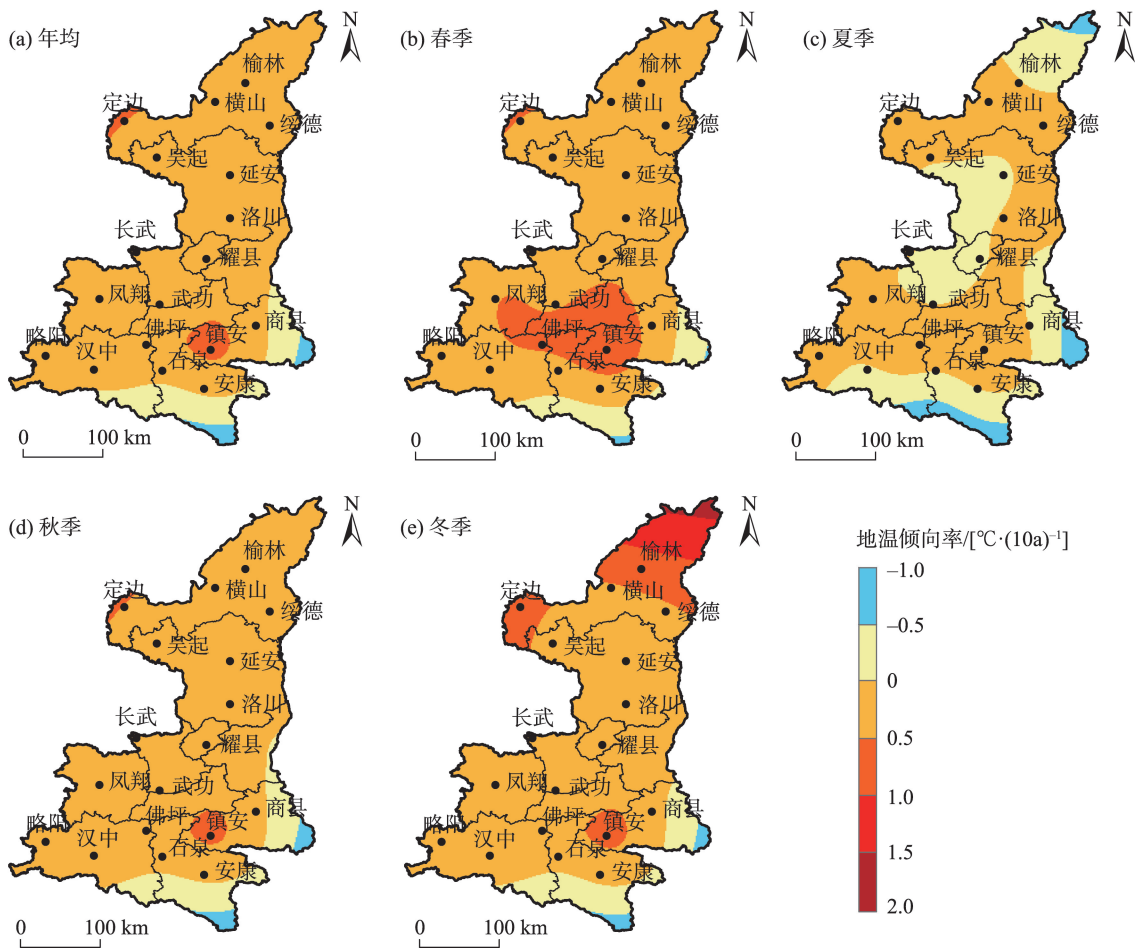 (a) 年均
N
榆林
横山
定边
绥德
吴起
延安
洛川
长武
耀县
凤翔
武功
商县
略阳
佛坪
镇安
汉中
石泉
安康
0 100 km
(b) 春季
N
榆林
横山
定边
绥德
吴起
延安
洛川
长武
耀县
凤翔
武功
商县
略阳
佛坪
镇安
汉中
石泉
安康
0 100 km
(c) 夏季
N
榆林
横山
定边
绥德
吴起
延安
洛川
长武
耀县
凤翔
武功
商县
略阳
佛坪
镇安
汉中
石泉
安康
0 100 km
(d) 秋季
N
榆林
横山
定边
绥德
吴起
延安
洛川
长武
耀县
凤翔
武功
商县
略阳
佛坪
镇安
汉中
石泉
安康
0 100 km
(e) 冬季
N
榆林
横山
定边
绥德
吴起
延安
洛川
长武
耀县
凤翔
武功
商县
略阳
佛坪
镇安
汉中
石泉
安康
0 100 km
地温倾向率/[℃·(10a)⁻¹]
–1.0
–0.5
0
0.5
1.0
1.5
2.0